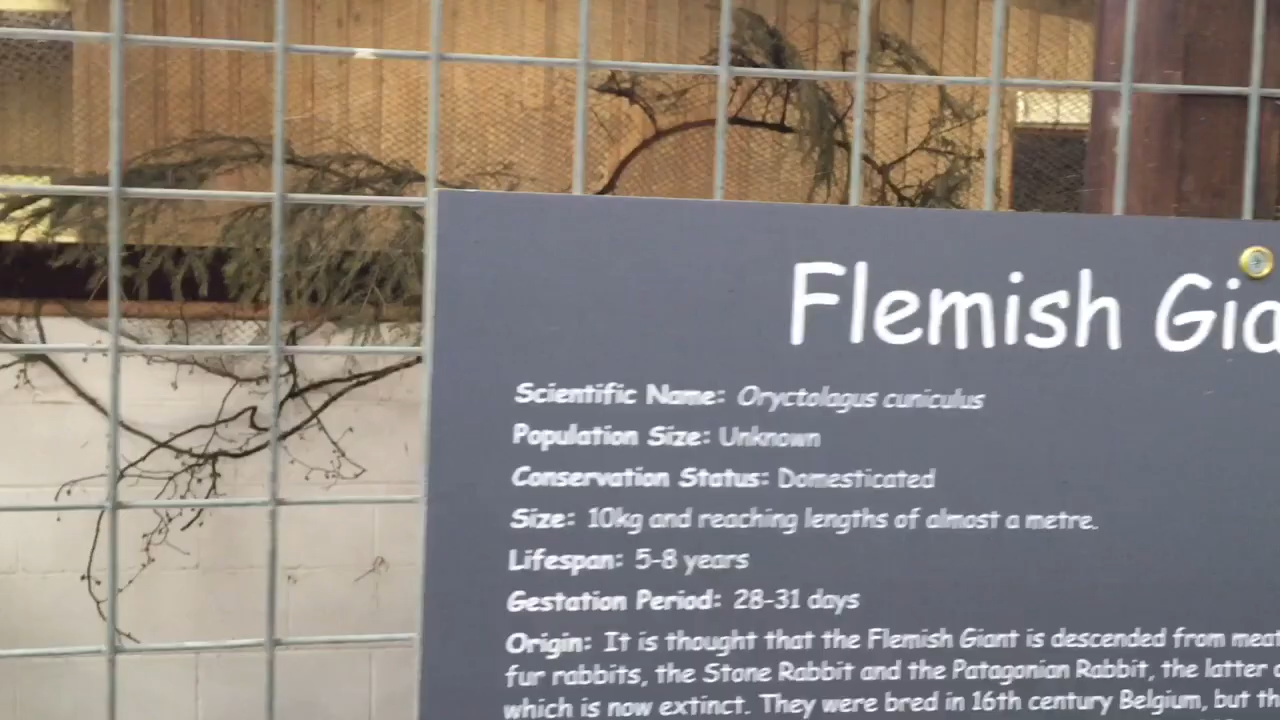 Flemish Gia
Scientific Name: Oryctolagus cuniculus
Population Size: Unknown
Conservation Status: Domesticated
Size: 10kg and reaching lengths of almost a metre.
Lifespan: 5-8 years
Gestation Period: 28-31 days
Origin: It is thought that the Flemish Giant is descended from meat
fur rabbits, the Stone Rabbit and the Patagonian Rabbit, the latter
which is now extinct. They were bred in 16th century Belgium, but